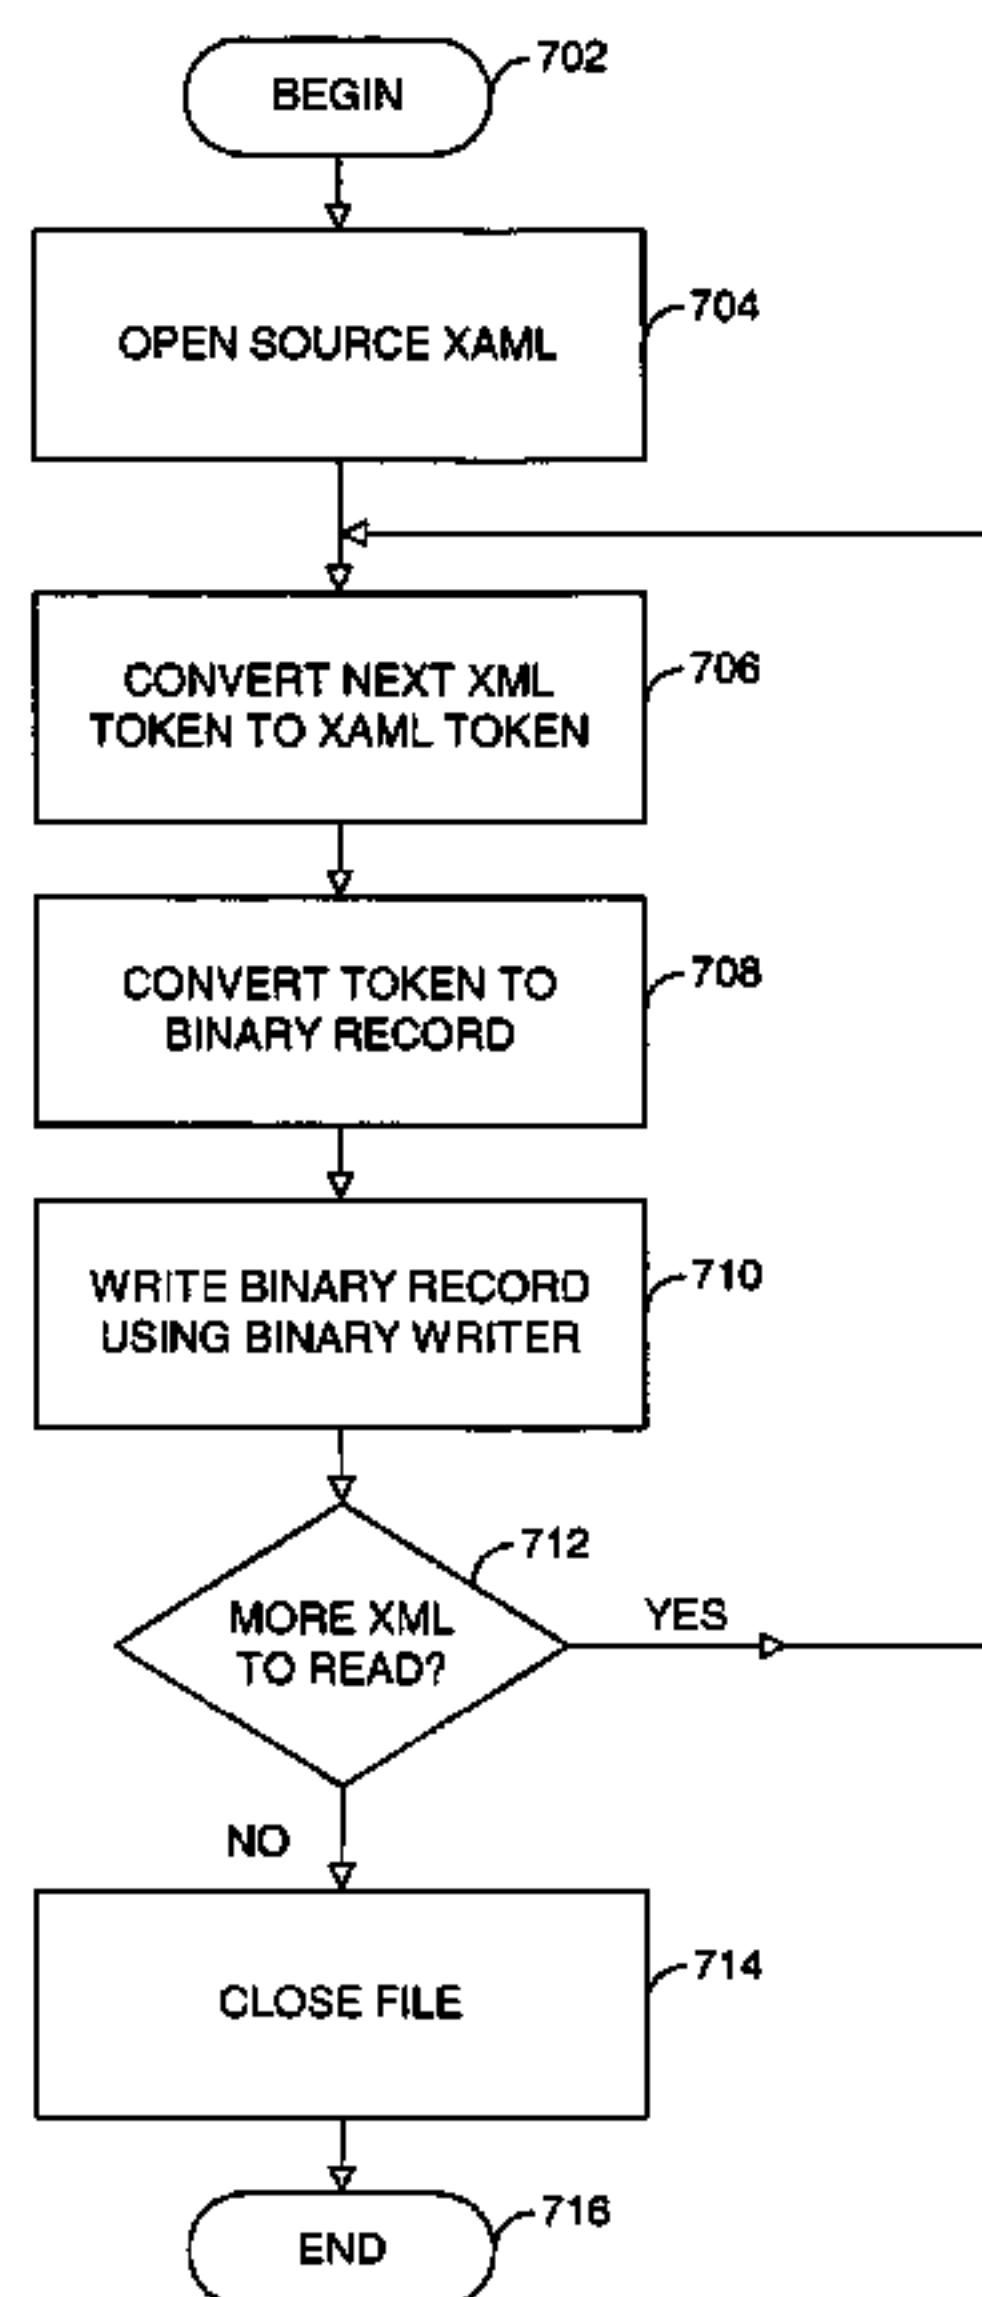 BEGIN
702
OPEN SOURCE XAML
704
CONVERT NEXT XML
TOKEN TO XAML TOKEN
706
CONVERT TOKEN TO
BINARY RECORD
708
WRITE BINARY RECORD
USING BINARY WRITER
710
MORE XML
TO READ?
712
YES
NO
CLOSE FILE
714
END
716